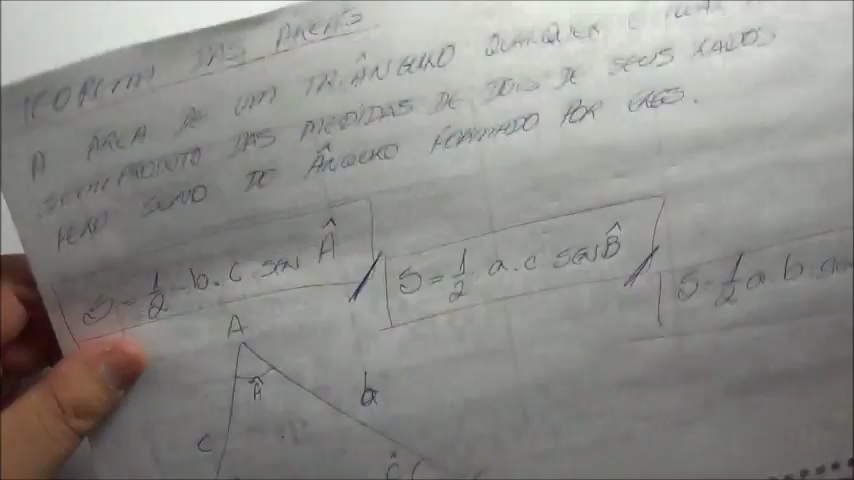 TEOREMA DAS ÁREAS.
A ÁREA DE UM TRIÂNGULO QUALQUER É IGUAL
SEMIPRODUTO DAS MEDIDAS DE DOIS DE SEUS LADOS
PELO SENO DO ÂNGULO FORMADO POR ELES.
S = 1/2 b.c.sen Â
S = 1/2 a.c sen B̂
S = 1/2 a.b.
A
Â
b
c
Ĉ